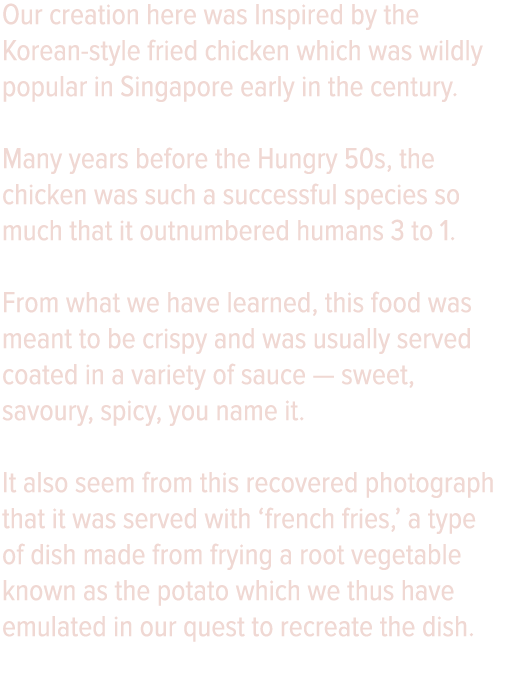 Our creation here was Inspired by the
Korean-style fried chicken which was wildly
popular in Singapore early in the century.
Many years before the Hungry 50s, the
chicken was such a successful species so
much that it outnumbered humans 3 to 1.
From what we have learned, this food was
meant to be crispy and was usually served
coated in a variety of sauce — sweet,
savoury, spicy, you name it.
It also seem from this recovered photograph
that it was served with ‘french fries,’ a type
of dish made from frying a root vegetable
known as the potato which we thus have
emulated in our quest to recreate the dish.